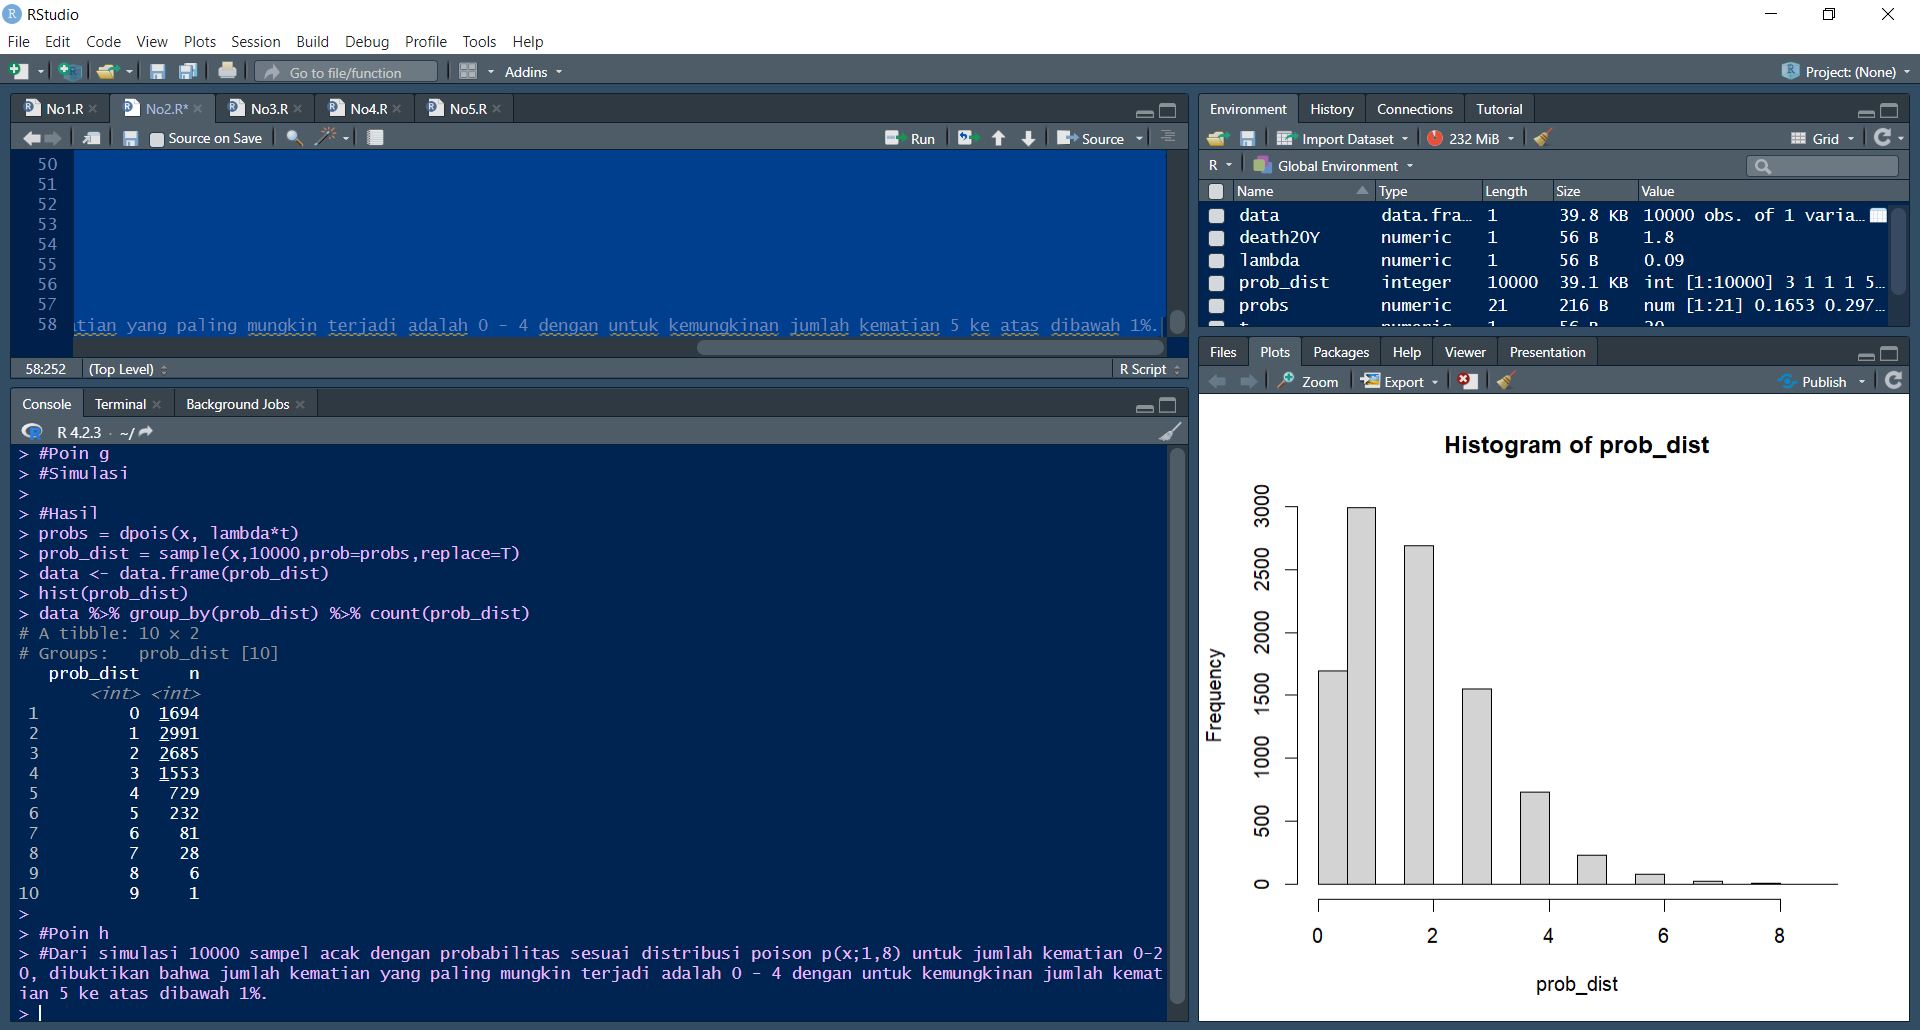 RStudio
File Edit Code View Plots Session Build Debug Profile Tools Help
Go to file/function Addins Project: (None)
No1.R No2.R* No3.R No4.R No5.R
Source on Save Run Source
50
51
52
53
54
55
56
57
58 tian yang paling mungkin terjadi adalah 0 - 4 dengan untuk kemungkinan jumlah kematian 5 ke atas dibawah 1%.
58:252 (Top Level) R Script
Console Terminal Background Jobs
R 4.2.3 · ~/
> #Poin g
> #Simulasi
>
> #Hasil
> probs = dpois(x, lambda*t)
> prob_dist = sample(x,10000,prob=probs,replace=T)
> data <- data.frame(prob_dist)
> hist(prob_dist)
> data %>% group_by(prob_dist) %>% count(prob_dist)
# A tibble: 10 × 2
# Groups: prob_dist [10]
prob_dist n
<int> <int>
1 0 1694
2 1 2991
3 2 2685
4 3 1553
5 4 729
6 5 232
7 6 81
8 7 28
9 8 6
10 9 1
>
> #Poin h
> #Dari simulasi 10000 sampel acak dengan probabilitas sesuai distribusi poison p(x;1,8) untuk jumlah kematian 0-2
0, dibuktikan bahwa jumlah kematian yang paling mungkin terjadi adalah 0 - 4 dengan untuk kemungkinan jumlah kemat
ian 5 ke atas dibawah 1%.
>
Environment History Connections Tutorial
Import Dataset 232 MiB Grid
R Global Environment
Name Type Length Size Value
data data.fra… 1 39.8 KB 10000 obs. of 1 varia…
death20Y numeric 1 56 B 1.8
lambda numeric 1 56 B 0.09
prob_dist integer 10000 39.1 KB int [1:10000] 3 1 1 1 5…
probs numeric 21 216 B num [1:21] 0.1653 0.297…
t numeric 1 56 B 20
Files Plots Packages Help Viewer Presentation
Zoom Export Publish
Histogram of prob_dist
Frequency
3000
2500
2000
1500
1000
500
0
0 2 4 6 8
prob_dist